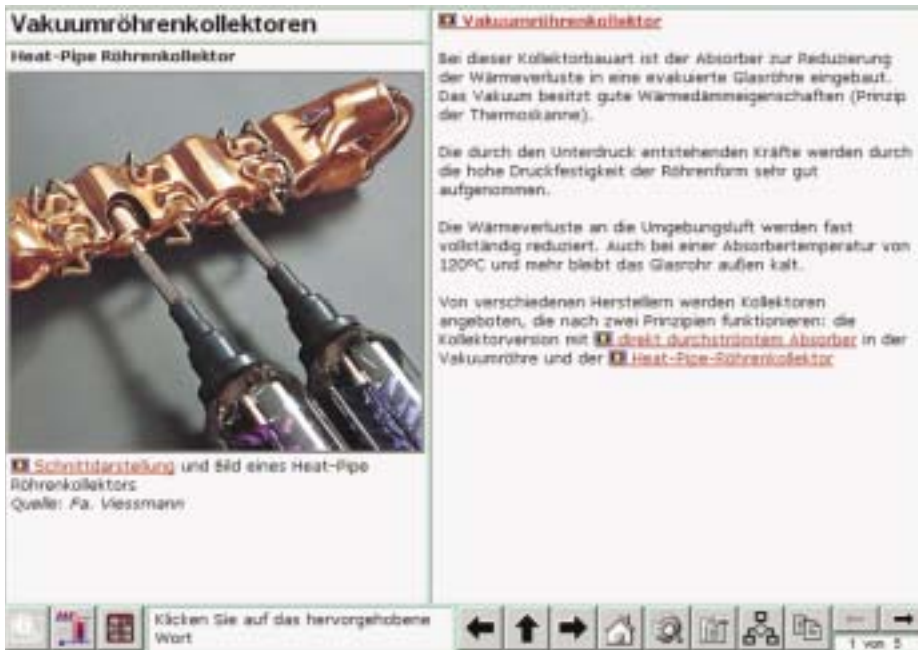 Vakuumröhrenkollektoren
Heat-Pipe Röhrenkollektor
Schnittdarstellung und Bild eines Heat-Pipe
Röhrenkollektors
Quelle: Fa. Viessmann
Vakuumröhrenkollektor
Bei dieser Kollektorbauart ist der Absorber zur Reduzierung
der Wärmeverluste in eine evakuierte Glasröhre eingebaut.
Das Vakuum besitzt gute Wärmedämmeigenschaften (Prinzip
der Thermoskanne).
Die durch den Unterdruck entstehenden Kräfte werden durch
die hohe Druckfestigkeit der Röhrenform sehr gut
aufgenommen.
Die Wärmeverluste an die Umgebungsluft werden fast
vollständig reduziert. Auch bei einer Absorbertemperatur von
120ºC und mehr bleibt das Glasrohr außen kalt.
Von verschiedenen Herstellern werden Kollektoren
angeboten, die nach zwei Prinzipien funktionieren: die
Kollektorversion mit direkt durchströmtem Absorber in der
Vakuumröhre und der Heat-Pipe-Röhrenkollektor
Klicken Sie auf das hervorgehobene
Wort
1 von 5